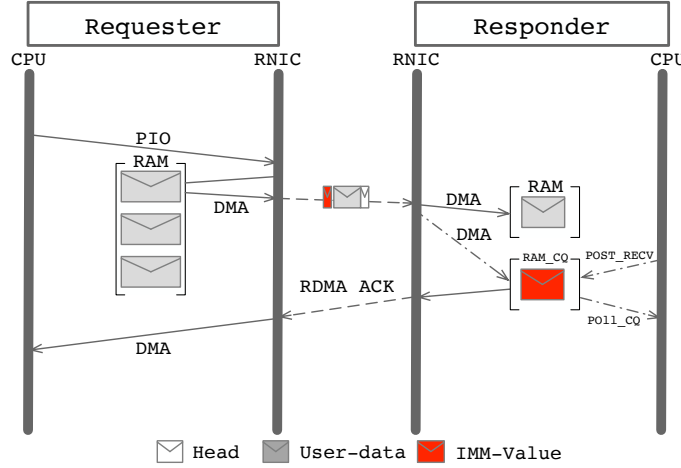 Requester
Responder
CPU
RNIC
RNIC
CPU
PIO
RAM
DMA
DMA
RAM
DMA
RAM_CQ
POST_RECV
RDMA ACK
POll_CQ
DMA
Head
User-data
IMM-Value